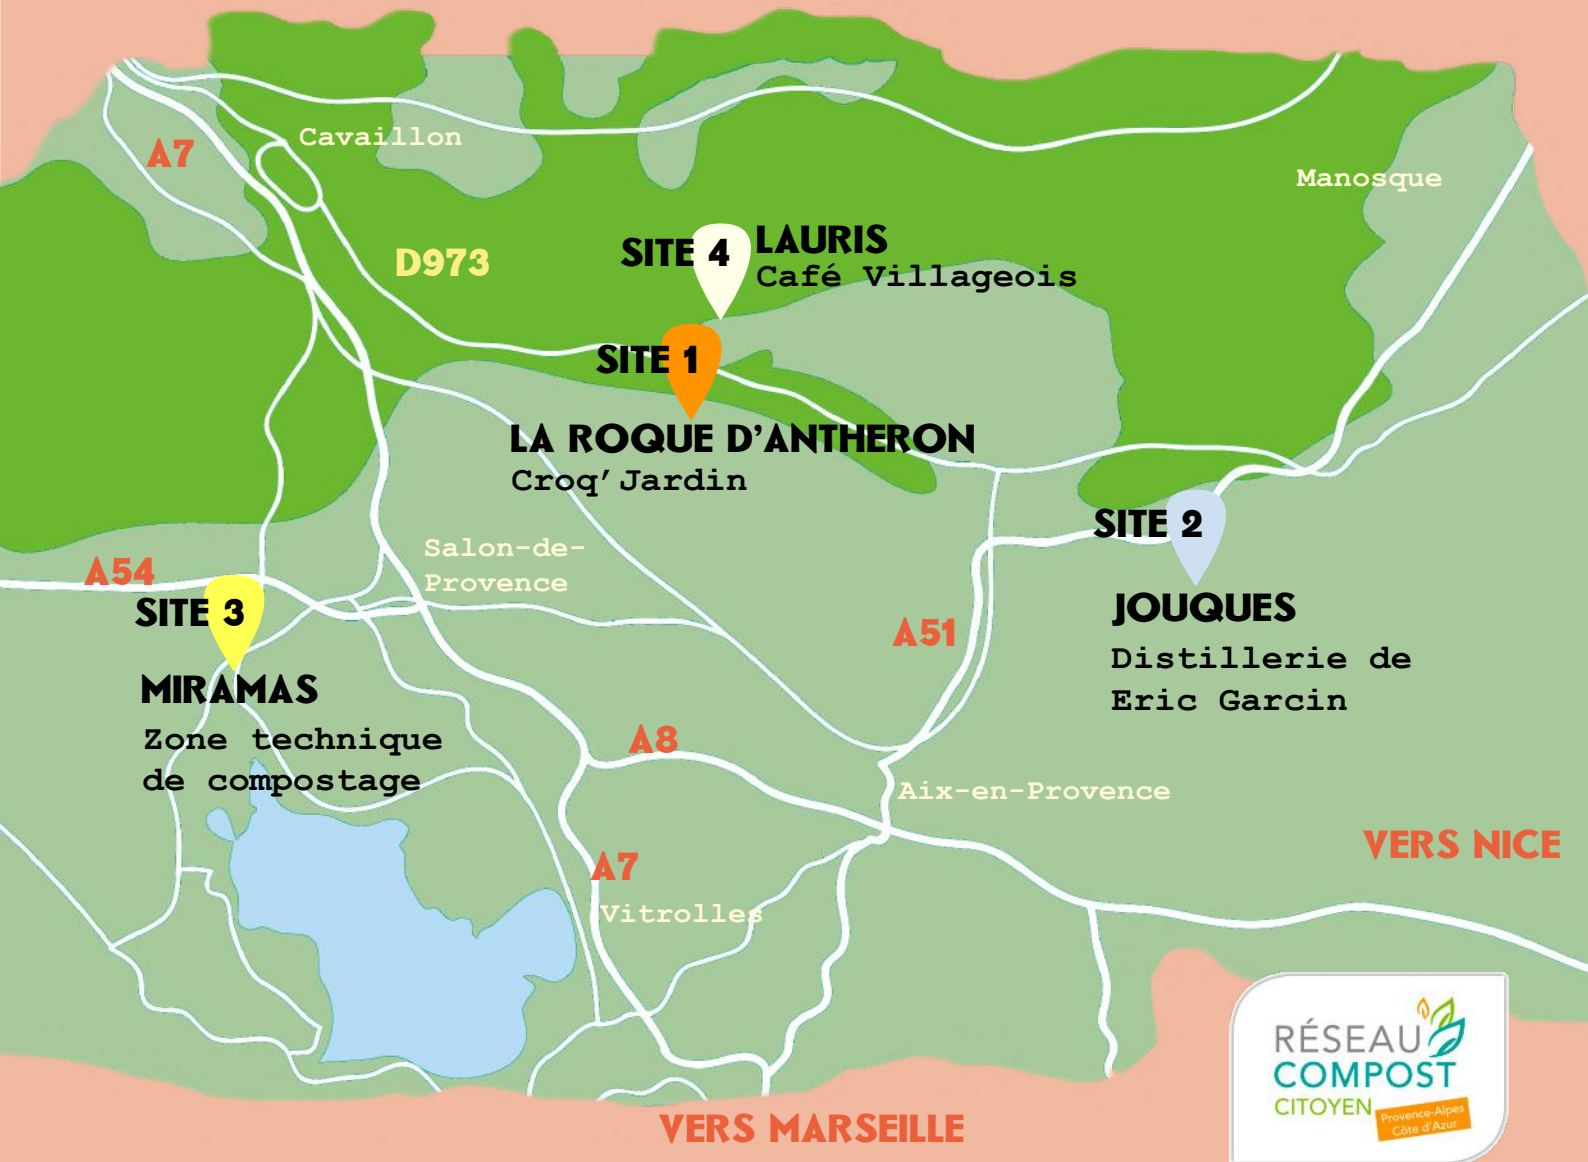 Cavaillon
A7
Manosque
SITE 4
LAURIS
Café Villageois
D973
SITE 1
LA ROQUE D'ANTHERON
Croq'Jardin
SITE 2
JOUQUES
Distillerie de
Eric Garcin
Salon-de-
Provence
A54
SITE 3
MIRAMAS
Zone technique
de compostage
A51
A8
Aix-en-Provence
VERS NICE
A7
Vitrolles
VERS MARSEILLE
RÉSEAU
COMPOST
CITOYEN
Provence-Alpes
Côte d'Azur